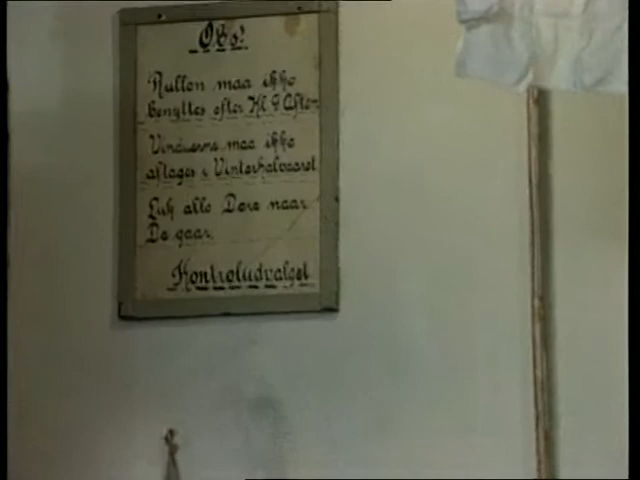 Obs!
Rullen maa ikke
benyttes efter Kl 9 Aften
Vinduerne maa ikke
aftages i Vinterhalvaaret
Luk alle Døre naar
De gaar.
Kontroludvalget